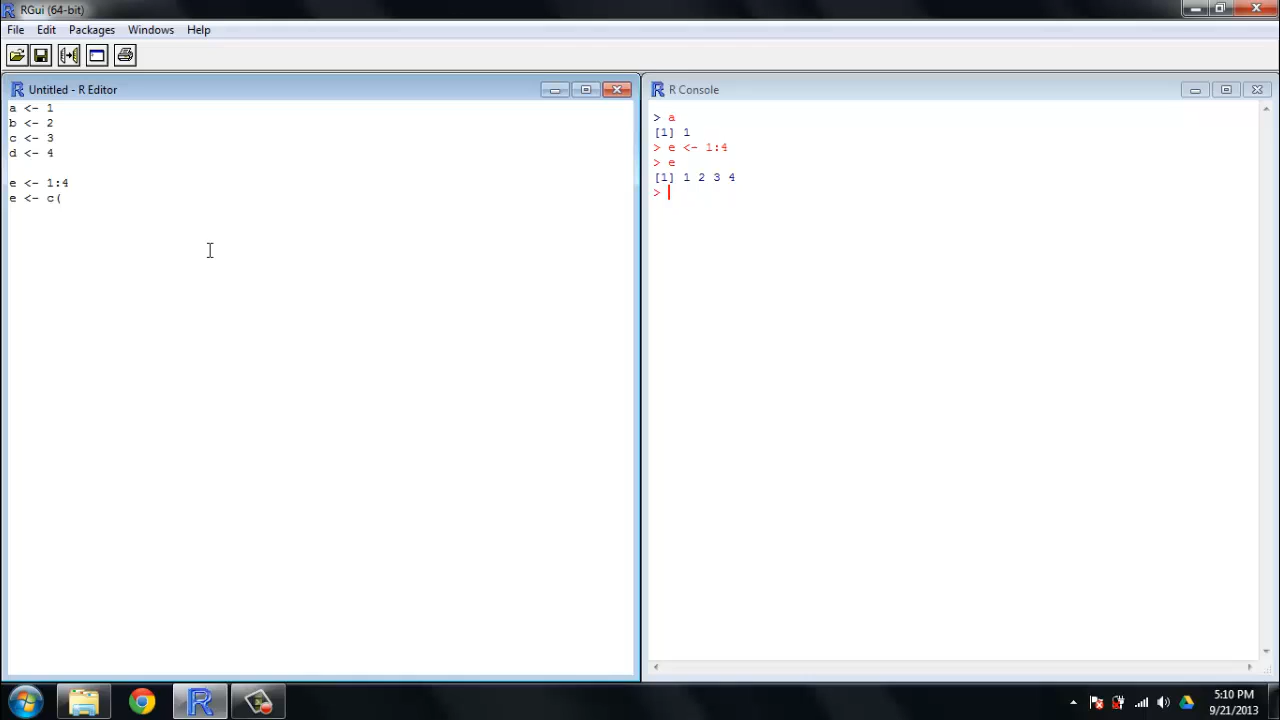 RGui (64-bit)
File Edit Packages Windows Help
Untitled - R Editor
a <- 1
b <- 2
c <- 3
d <- 4
e <- 1:4
e <- c(
R Console
> a
[1] 1
> e <- 1:4
> e
[1] 1 2 3 4
>
5:10 PM
9/21/2013